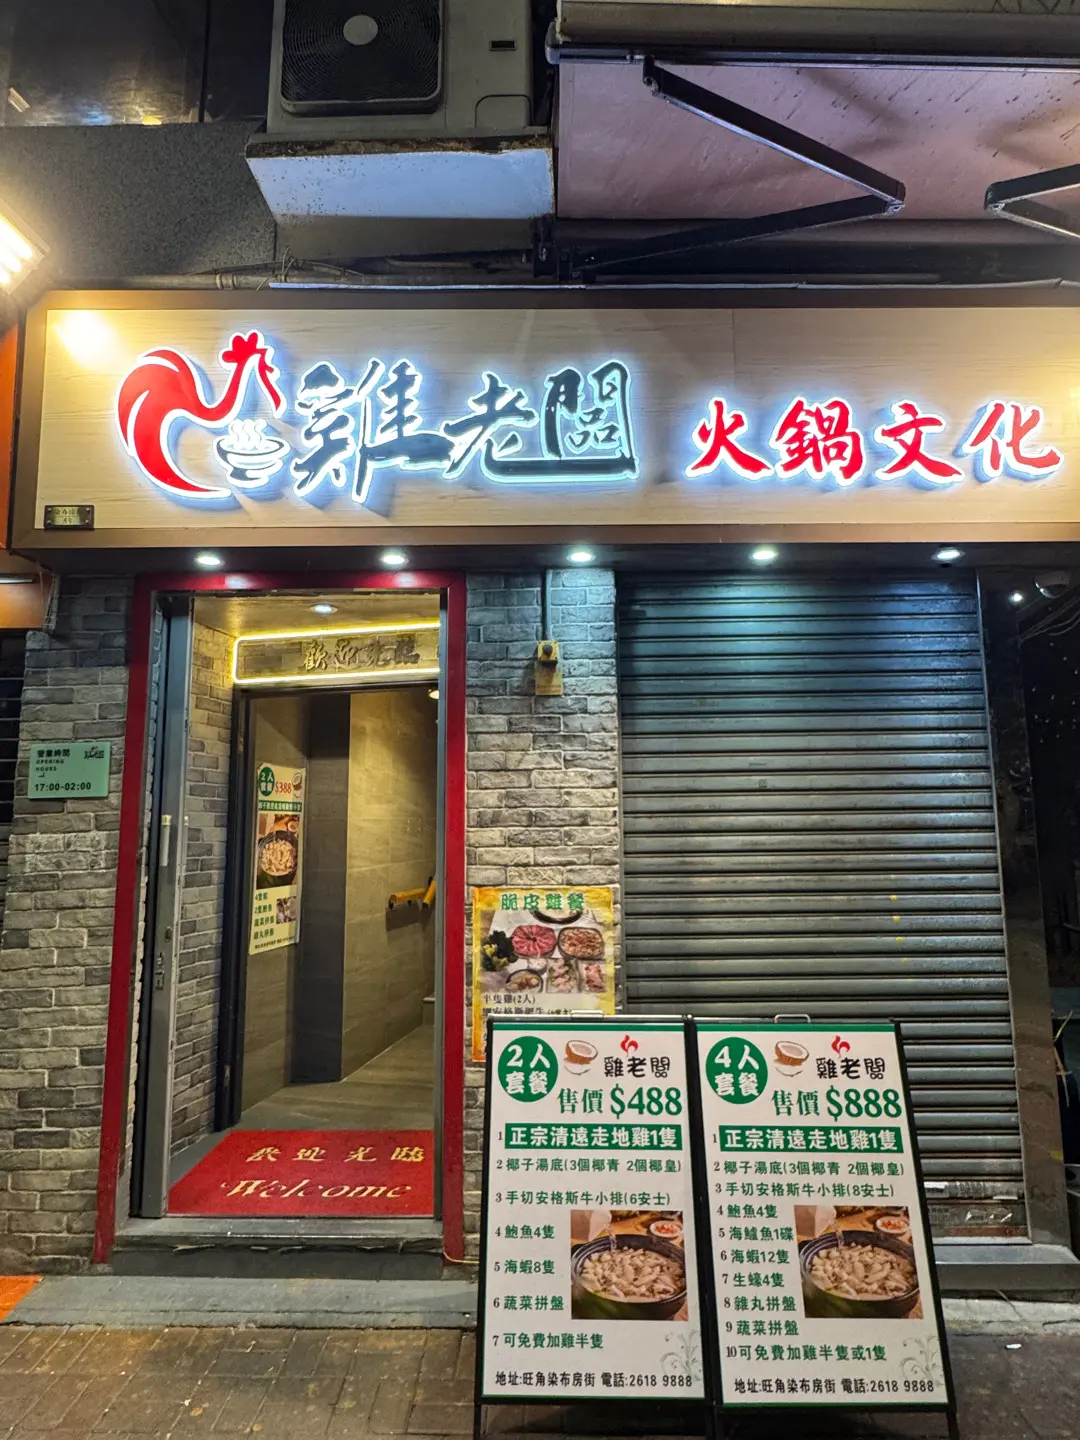 雞老闆 火鍋文化
歡迎光臨
營業時間
17:00-02:00
2人
套餐
$388
脆皮雞餐
半隻雞(2人)
歡迎光臨
Welcome
2人
套餐
雞老闆
售價 $488
1 正宗清遠走地雞1隻
2 椰子湯底(3個椰青 2個椰皇)
3 手切安格斯牛小排(6安士)
4 鮑魚4隻
5 海蝦8隻
6 蔬菜拼盤
7 可免費加雞半隻
地址:旺角染布房街 電話:2618 9888
4人
套餐
雞老闆
售價 $888
1 正宗清遠走地雞1隻
2 椰子湯底(3個椰青 2個椰皇)
3 手切安格斯牛小排(8安士)
4 鮑魚4隻
5 海鱸魚1碟
6 海蝦12隻
7 生蠔4隻
8 雜丸拼盤
9 蔬菜拼盤
10 可免費加雞半隻或1隻
地址:旺角染布房街 電話:2618 9888